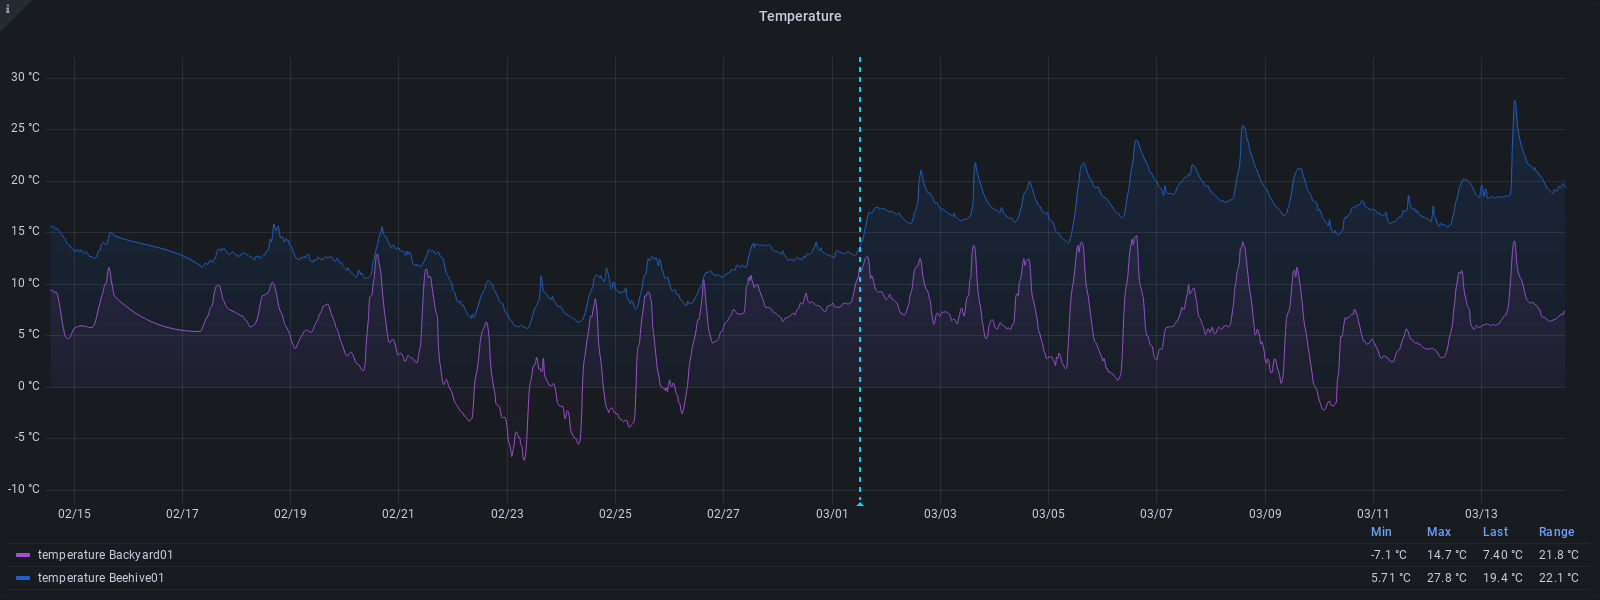 i
Temperature
30 °C
25 °C
20 °C
15 °C
10 °C
5 °C
0 °C
-5 °C
-10 °C
02/15 02/17 02/19 02/21 02/23 02/25 02/27 03/01 03/03 03/05 03/07 03/09 03/11 03/13
Min Max Last Range
temperature Backyard01 -7.1 °C 14.7 °C 7.40 °C 21.8 °C
temperature Beehive01 5.71 °C 27.8 °C 19.4 °C 22.1 °C